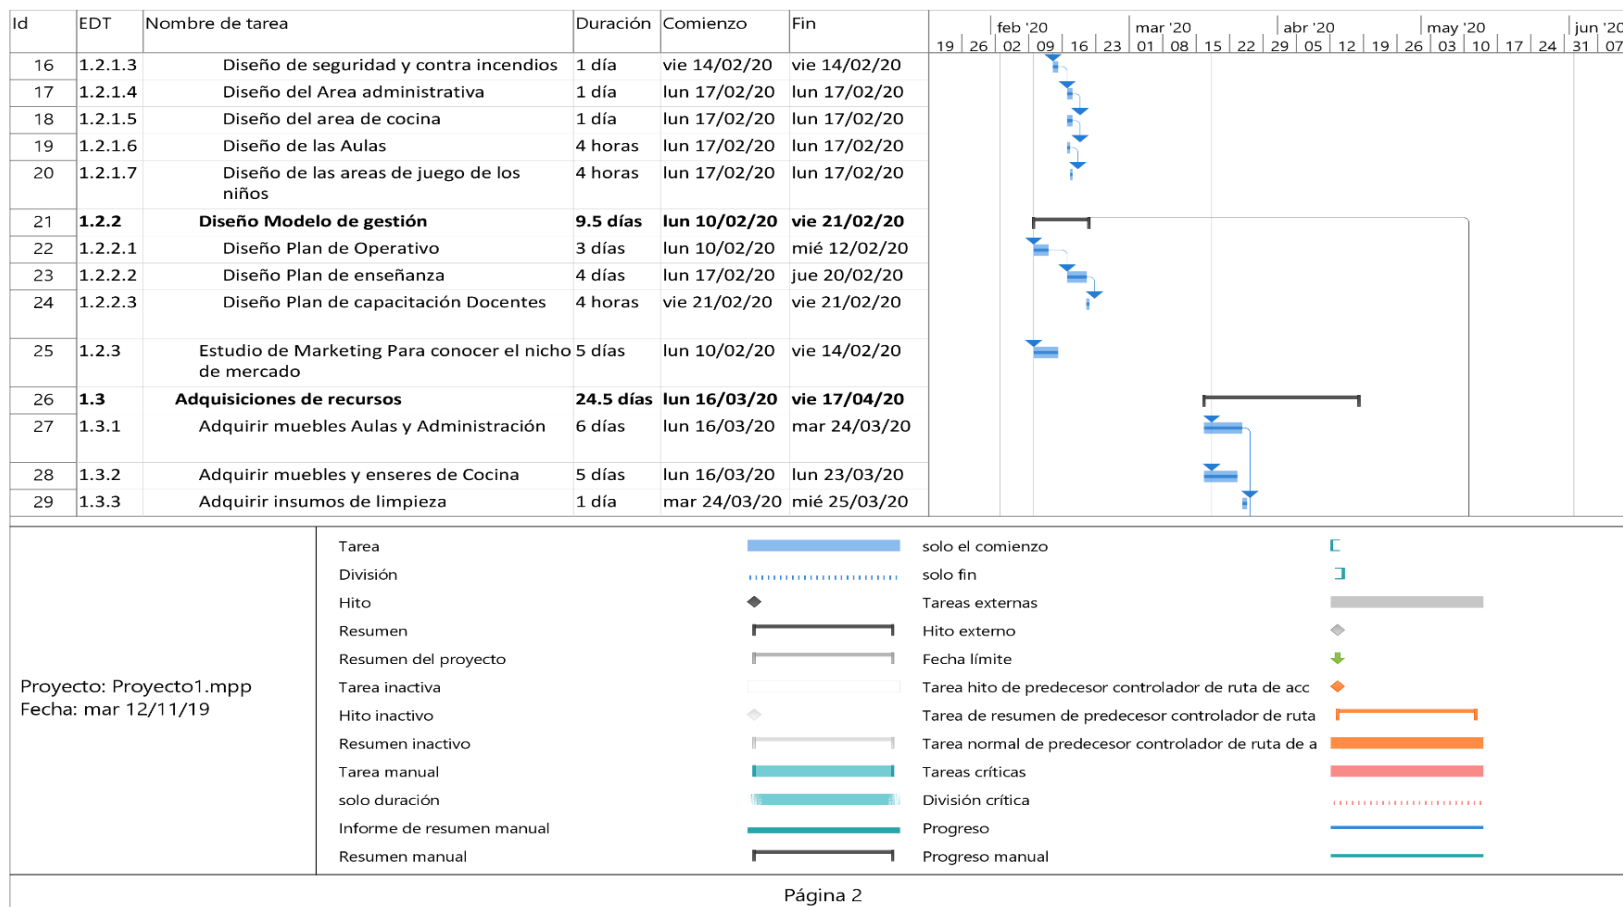 Id EDT Nombre de tarea Duración Comienzo Fin
feb '20 mar '20 abr '20 may '20 jun '20
19 26 02 09 16 23 01 08 15 22 29 05 12 19 26 03 10 17 24 31 07
16 1.2.1.3 Diseño de seguridad y contra incendios 1 día vie 14/02/20 vie 14/02/20
17 1.2.1.4 Diseño del Area administrativa 1 día lun 17/02/20 lun 17/02/20
18 1.2.1.5 Diseño del area de cocina 1 día lun 17/02/20 lun 17/02/20
19 1.2.1.6 Diseño de las Aulas 4 horas lun 17/02/20 lun 17/02/20
20 1.2.1.7 Diseño de las areas de juego de los 4 horas lun 17/02/20 lun 17/02/20
niños
21 1.2.2 Diseño Modelo de gestión 9.5 días lun 10/02/20 vie 21/02/20
22 1.2.2.1 Diseño Plan de Operativo 3 días lun 10/02/20 mié 12/02/20
23 1.2.2.2 Diseño Plan de enseñanza 4 días lun 17/02/20 jue 20/02/20
24 1.2.2.3 Diseño Plan de capacitación Docentes 4 horas vie 21/02/20 vie 21/02/20
25 1.2.3 Estudio de Marketing Para conocer el nicho 5 días lun 10/02/20 vie 14/02/20
de mercado
26 1.3 Adquisiciones de recursos 24.5 días lun 16/03/20 vie 17/04/20
27 1.3.1 Adquirir muebles Aulas y Administración 6 días lun 16/03/20 mar 24/03/20
28 1.3.2 Adquirir muebles y enseres de Cocina 5 días lun 16/03/20 lun 23/03/20
29 1.3.3 Adquirir insumos de limpieza 1 día mar 24/03/20 mié 25/03/20
Proyecto: Proyecto1.mpp
Fecha: mar 12/11/19
Tarea
División
Hito
Resumen
Resumen del proyecto
Tarea inactiva
Hito inactivo
Resumen inactivo
Tarea manual
solo duración
Informe de resumen manual
Resumen manual
solo el comienzo
solo fin
Tareas externas
Hito externo
Fecha límite
Tarea hito de predecesor controlador de ruta de acc
Tarea de resumen de predecesor controlador de ruta
Tarea normal de predecesor controlador de ruta de a
Tareas críticas
División crítica
Progreso
Progreso manual
Página 2